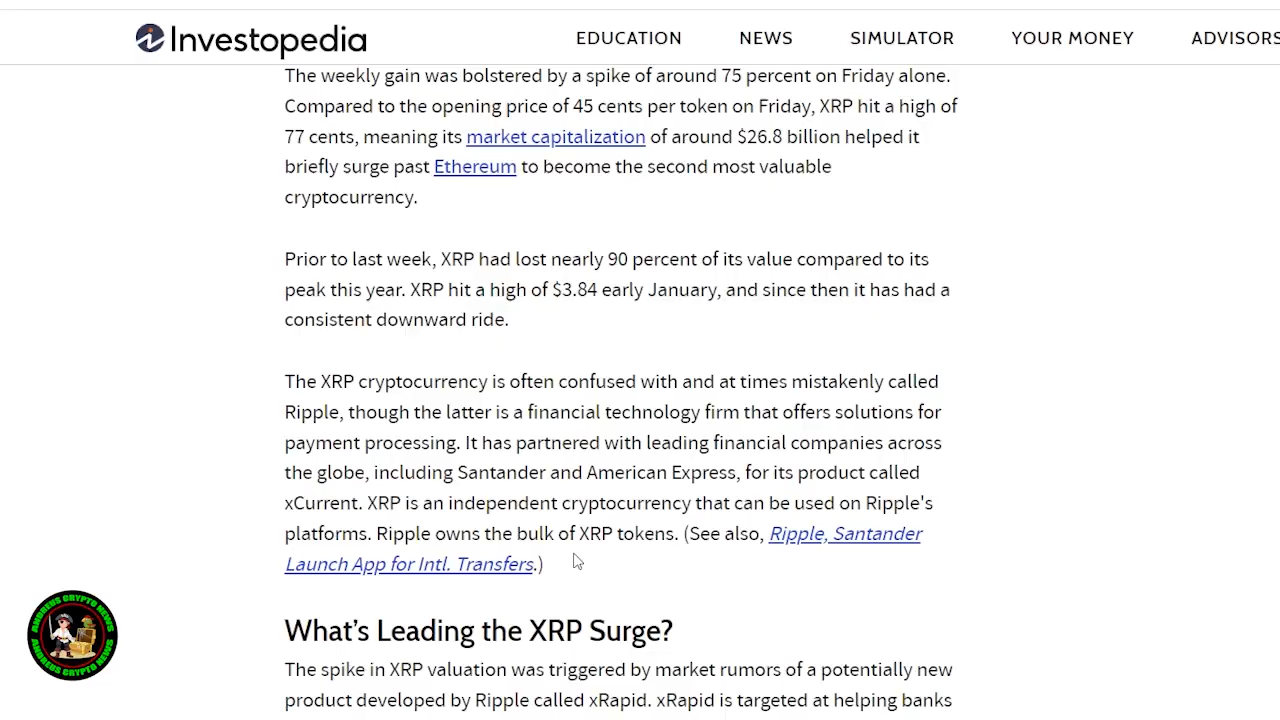 Investopedia
EDUCATION NEWS SIMULATOR YOUR MONEY ADVISORS
The weekly gain was bolstered by a spike of around 75 percent on Friday alone.
Compared to the opening price of 45 cents per token on Friday, XRP hit a high of
77 cents, meaning its market capitalization of around $26.8 billion helped it
briefly surge past Ethereum to become the second most valuable
cryptocurrency.
Prior to last week, XRP had lost nearly 90 percent of its value compared to its
peak this year. XRP hit a high of $3.84 early January, and since then it has had a
consistent downward ride.
The XRP cryptocurrency is often confused with and at times mistakenly called
Ripple, though the latter is a financial technology firm that offers solutions for
payment processing. It has partnered with leading financial companies across
the globe, including Santander and American Express, for its product called
xCurrent. XRP is an independent cryptocurrency that can be used on Ripple's
platforms. Ripple owns the bulk of XRP tokens. (See also, Ripple, Santander
Launch App for Intl. Transfers.)
ANDREUS CRYPTO NEWS
ANDREUS CRYPTO NEWS
What's Leading the XRP Surge?
The spike in XRP valuation was triggered by market rumors of a potentially new
product developed by Ripple called xRapid. xRapid is targeted at helping banks